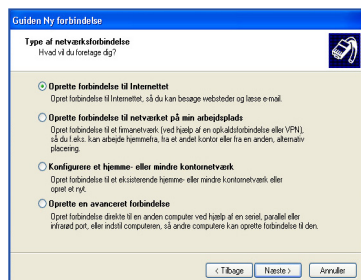 Guiden Ny forbindelse
Type af netværksforbindelse
Hvad vil du foretage dig?
Oprette forbindelse til Internettet
Opret forbindelse til Internettet, så du kan besøge websteder og læse e-mail.
Oprette forbindelse til netværket på min arbejdsplads
Opret forbindelse til et firmanetværk (ved hjælp af en opkaldsforbindelse eller VPN),
så du f.eks. kan arbejde hjemmefra, fra et andet kontor eller fra en anden, alternativ
placering.
Konfigurere et hjemme- eller mindre kontornetværk
Opret forbindelse til et eksisterende hjemme- eller mindre kontornetværk eller
opret et nyt.
Oprette en avanceret forbindelse
Opret forbindelse direkte til en anden computer ved hjælp af en seriel, parallel eller
infrarød port, eller indstil computeren, så andre computere kan oprette forbindelse til den.
< Tilbage
Næste >
Annuller